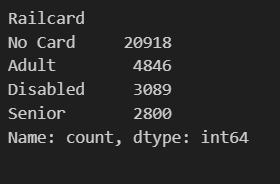 Railcard
No Card     20918
Adult        4846
Disabled     3089
Senior       2800
Name: count, dtype: int64